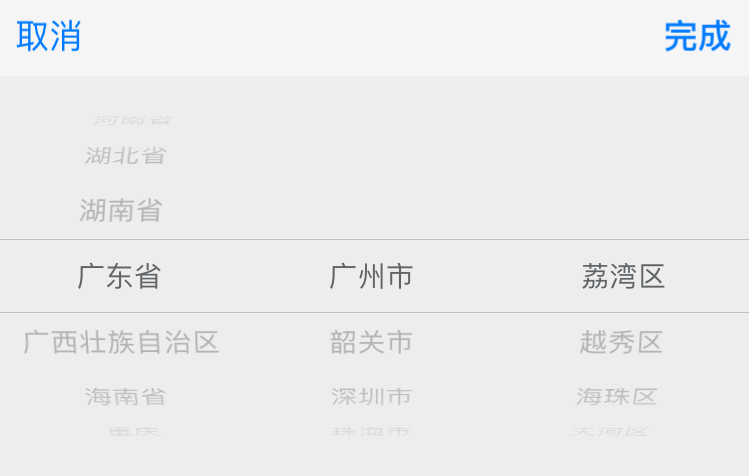 取消 完成
河南省
湖北省
湖南省
广东省 广州市 荔湾区
广西壮族自治区 韶关市 越秀区
海南省 深圳市 海珠区
重庆 珠海市 天河区